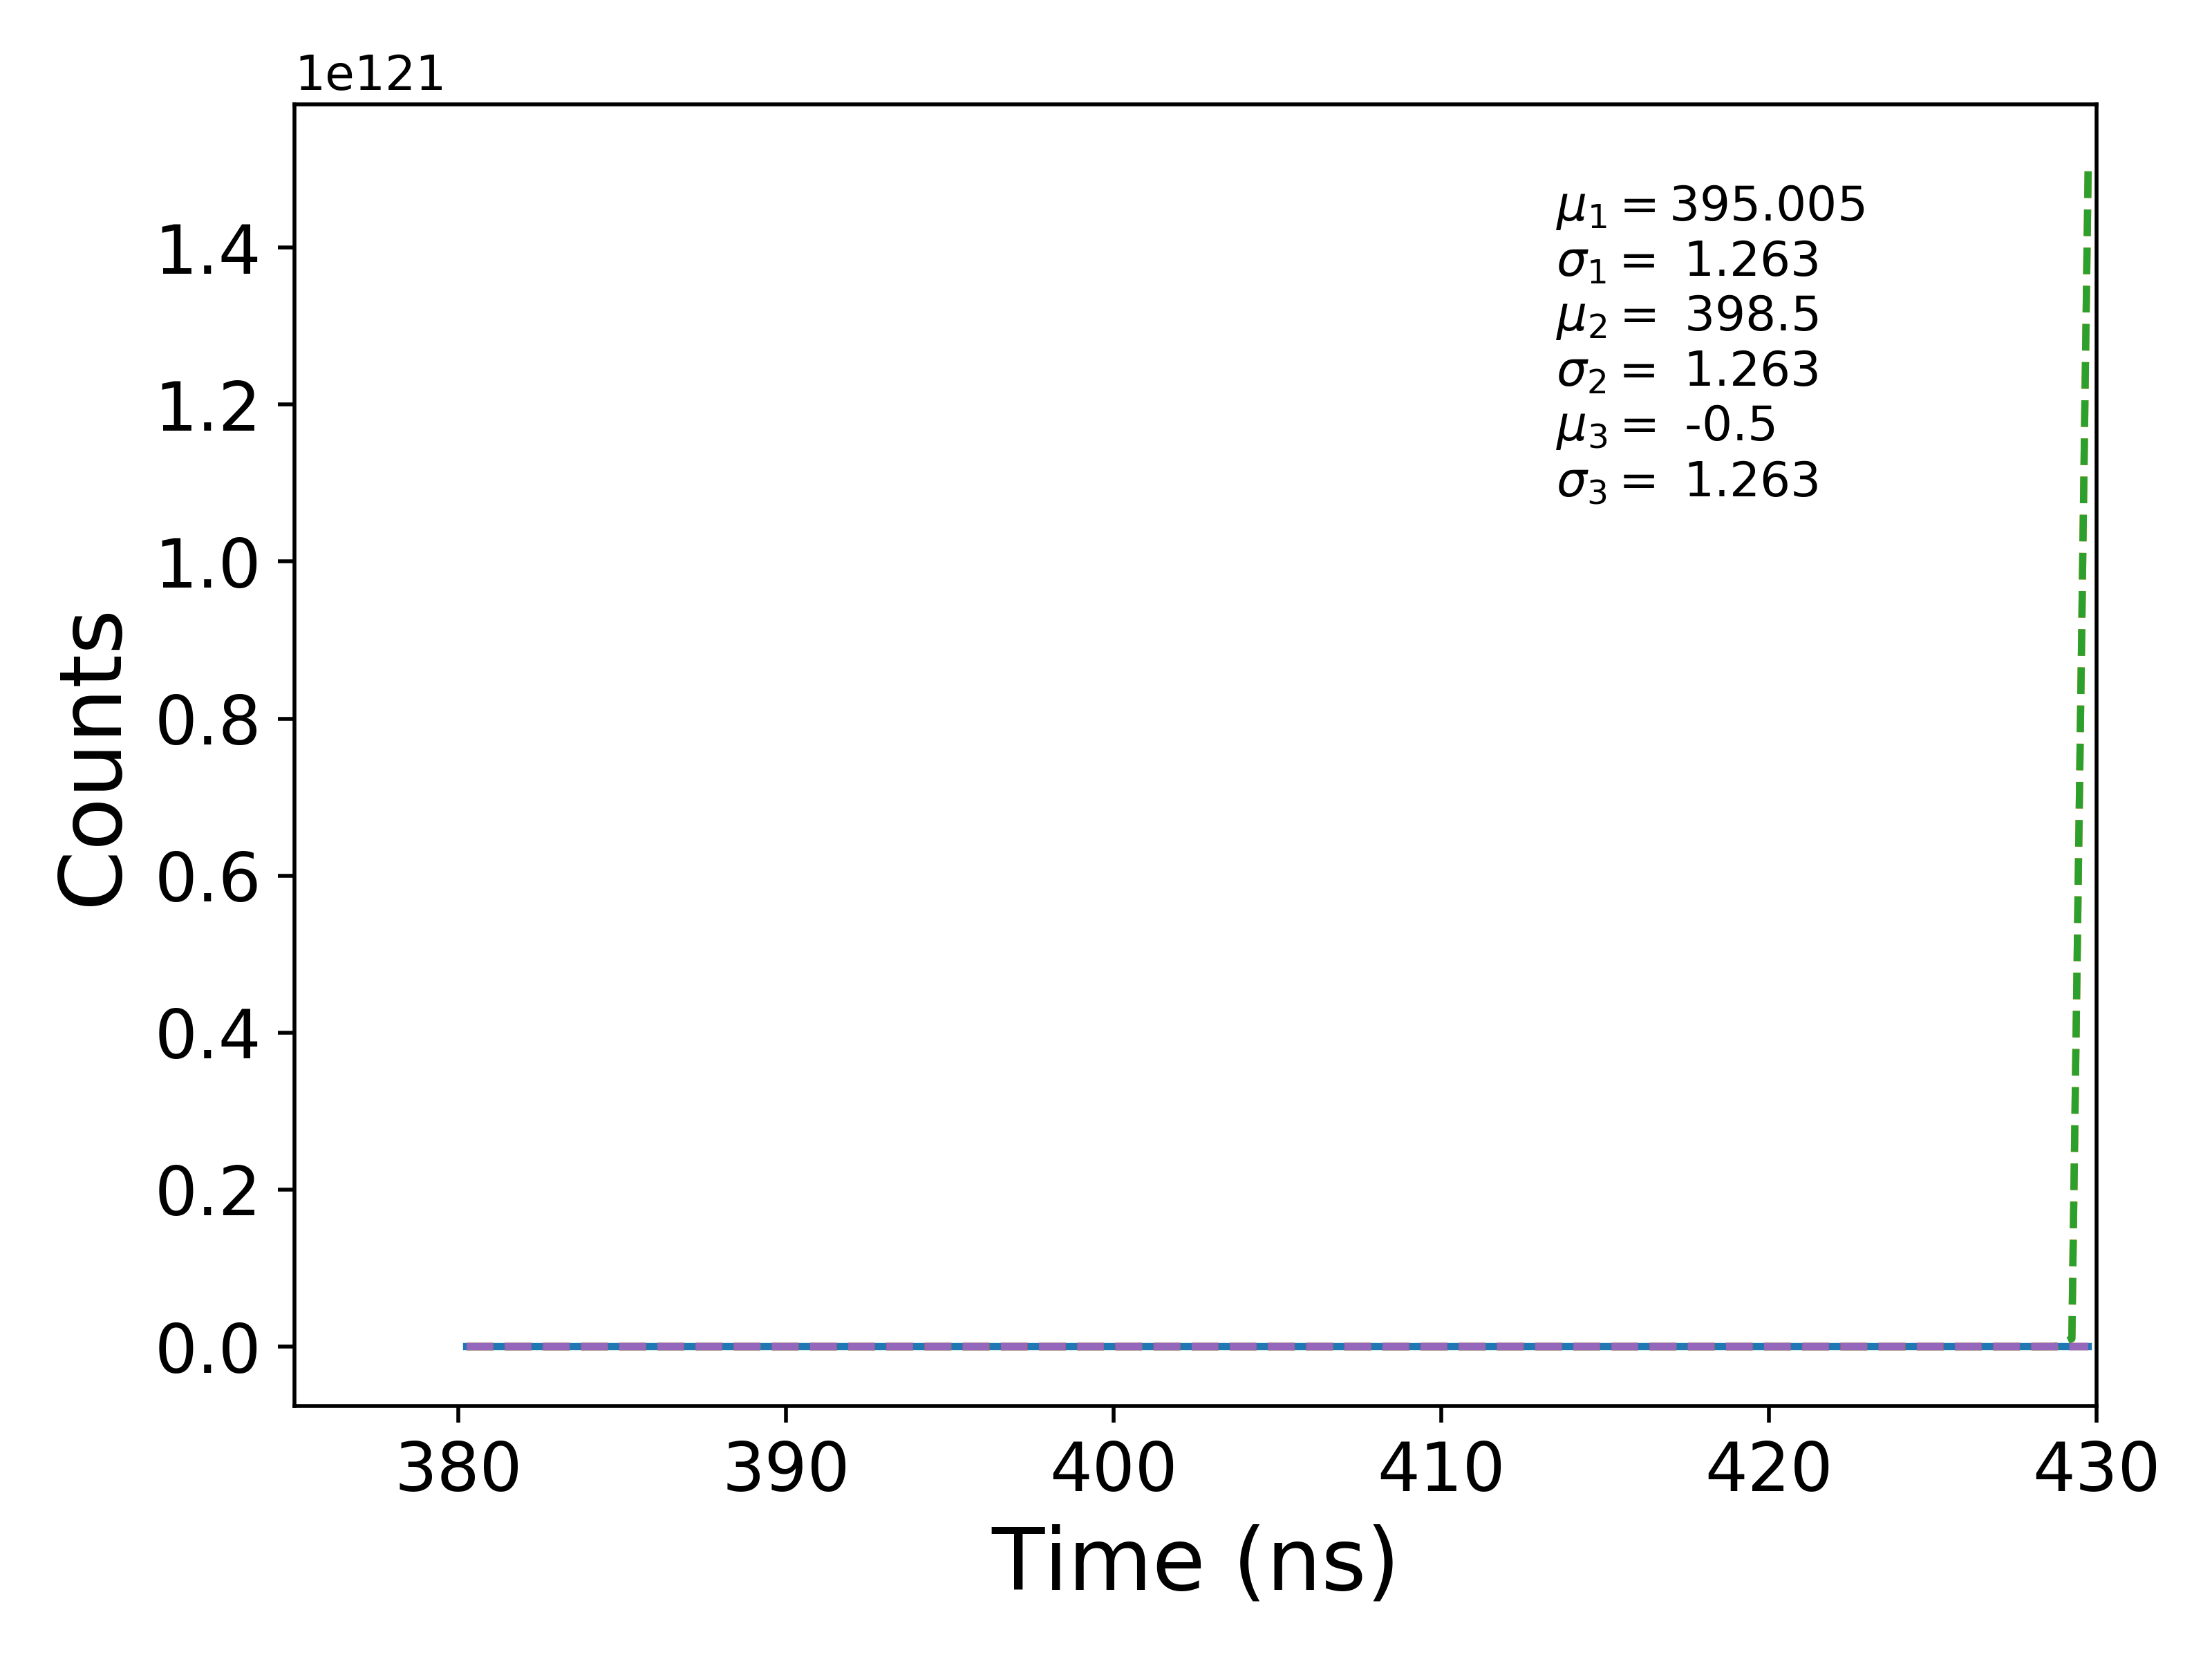 1e121
μ₁ = 395.005
σ₁ = 1.263
μ₂ = 398.5
σ₂ = 1.263
μ₃ = -0.5
σ₃ = 1.263
1.4
1.2
1.0
0.8
0.6
0.4
0.2
0.0
Counts
380 390 400 410 420 430
Time (ns)